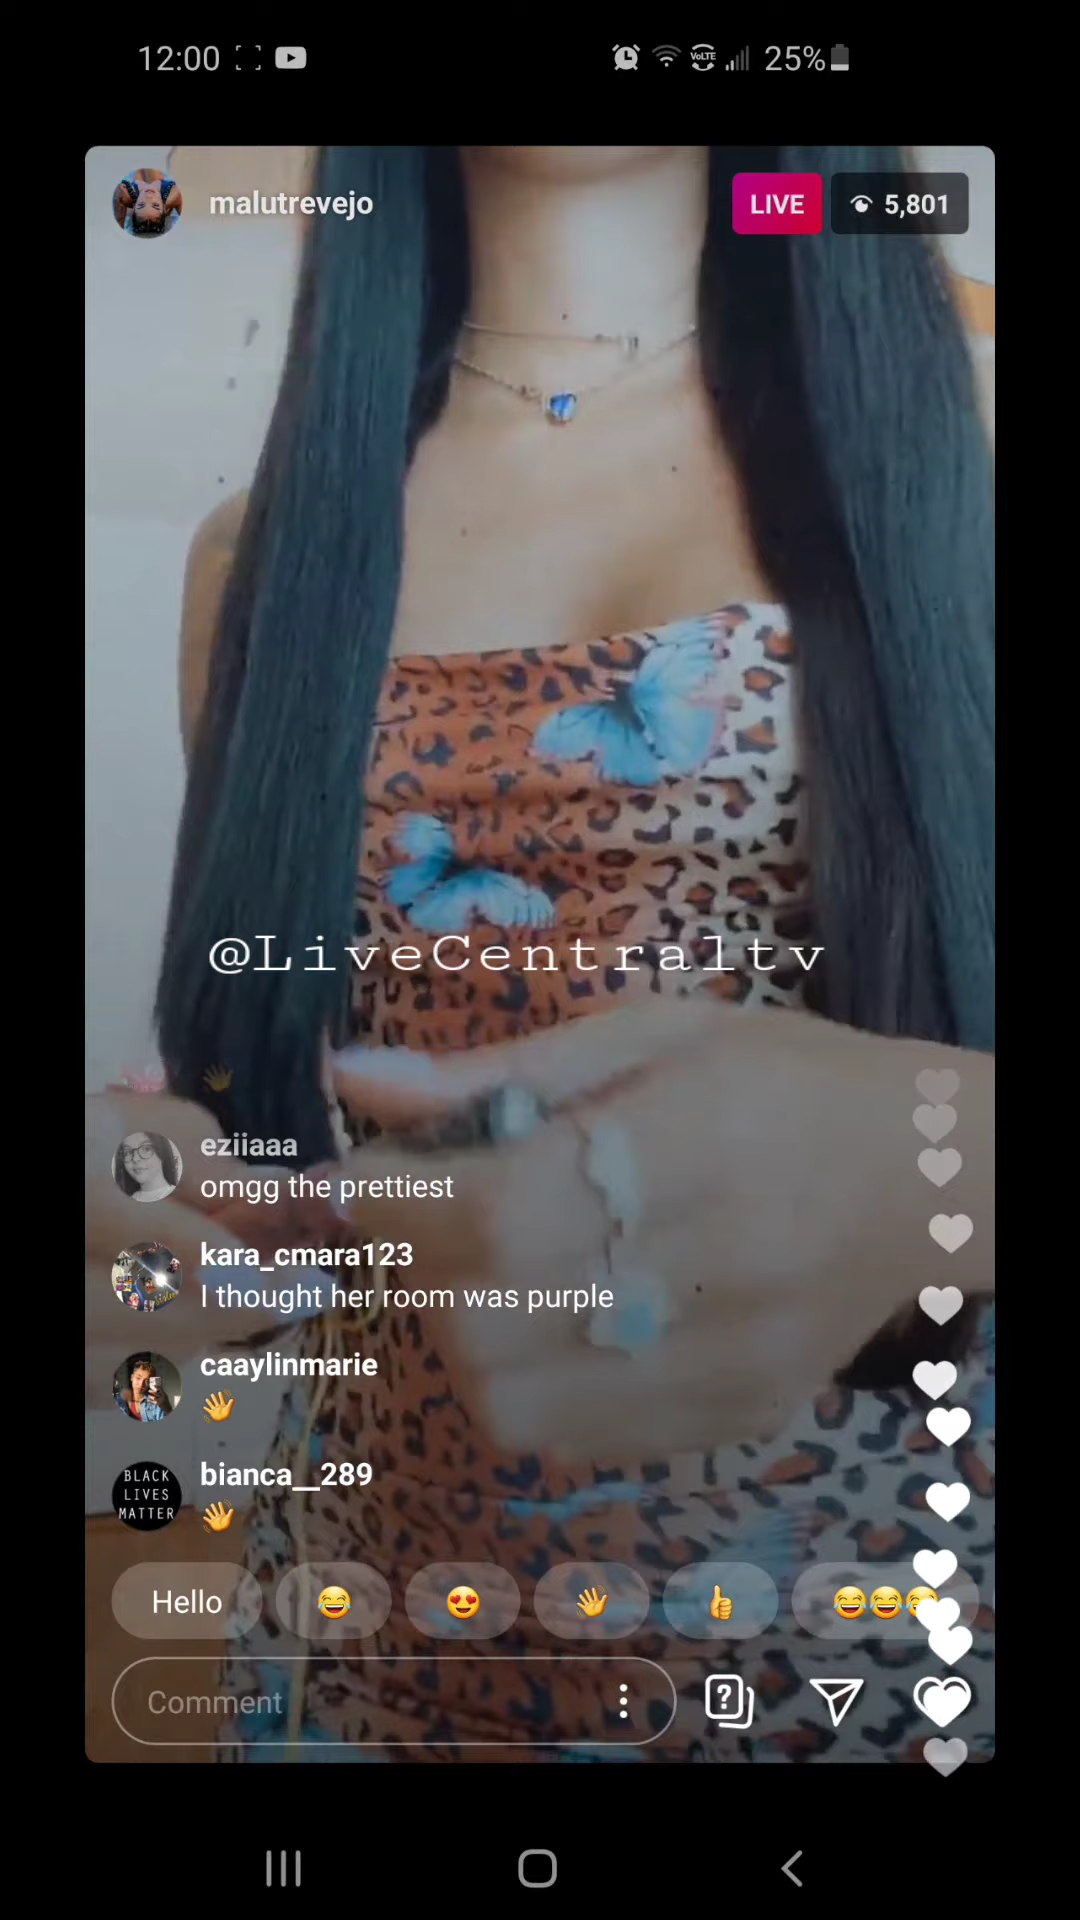 12:00
VoLTE
25%
malutrevejo
LIVE
5,801
@LiveCentraltv
👋
eziiaaa
omgg the prettiest
kara_cmara123
I thought her room was purple
caaylinmarie
👋
BLACK
LIVES
MATTER
bianca__289
👋
Hello 😂 😍 👋 👍 😂😂😂
Comment
?